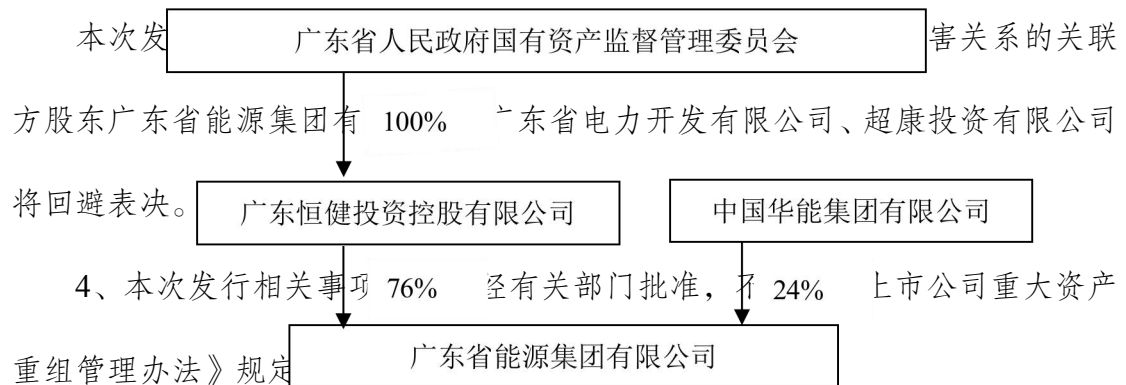 本次发 广东省人民政府国有资产监督管理委员会 害关系的关联
方股东广东省能源集团有 100% 广东省电力开发有限公司、超康投资有限公司
将回避表决。 广东恒健投资控股有限公司 中国华能集团有限公司
4、本次发行相关事项 76% 经有关部门批准，不 24% 上市公司重大资产
重组管理办法》规定 广东省能源集团有限公司